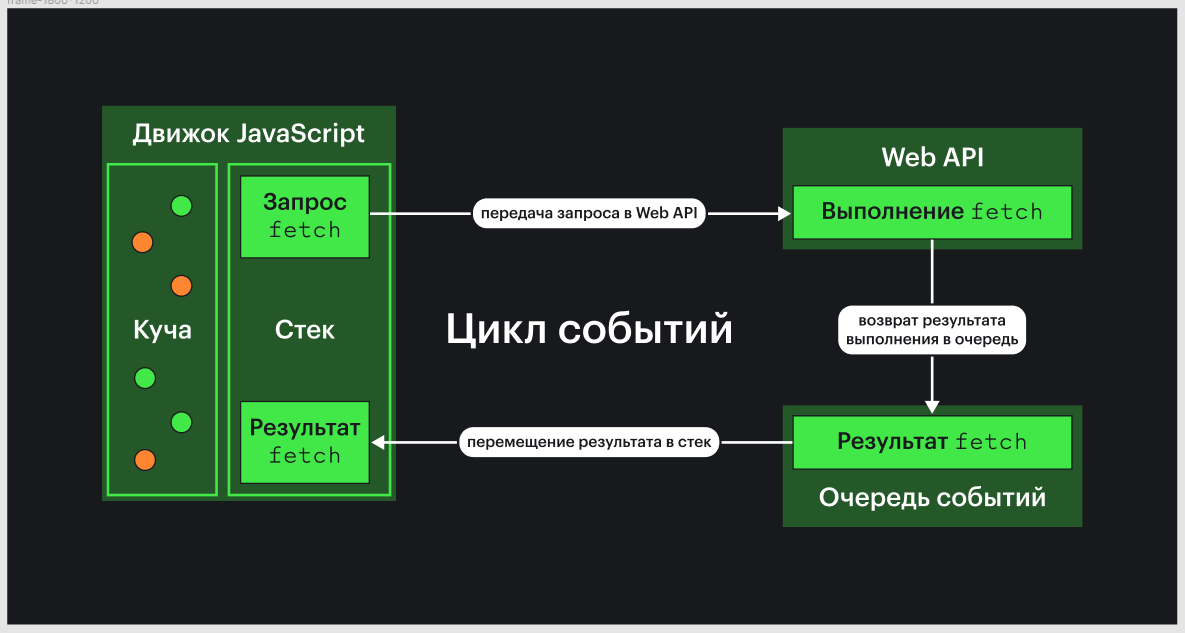 frame-1800*1200
Движок JavaScript
Запрос
fetch
Куча
Стек
Результат
fetch
передача запроса в Web API
Цикл событий
перемещение результата в стек
Web API
Выполнение fetch
возврат результата
выполнения в очередь
Результат fetch
Очередь событий